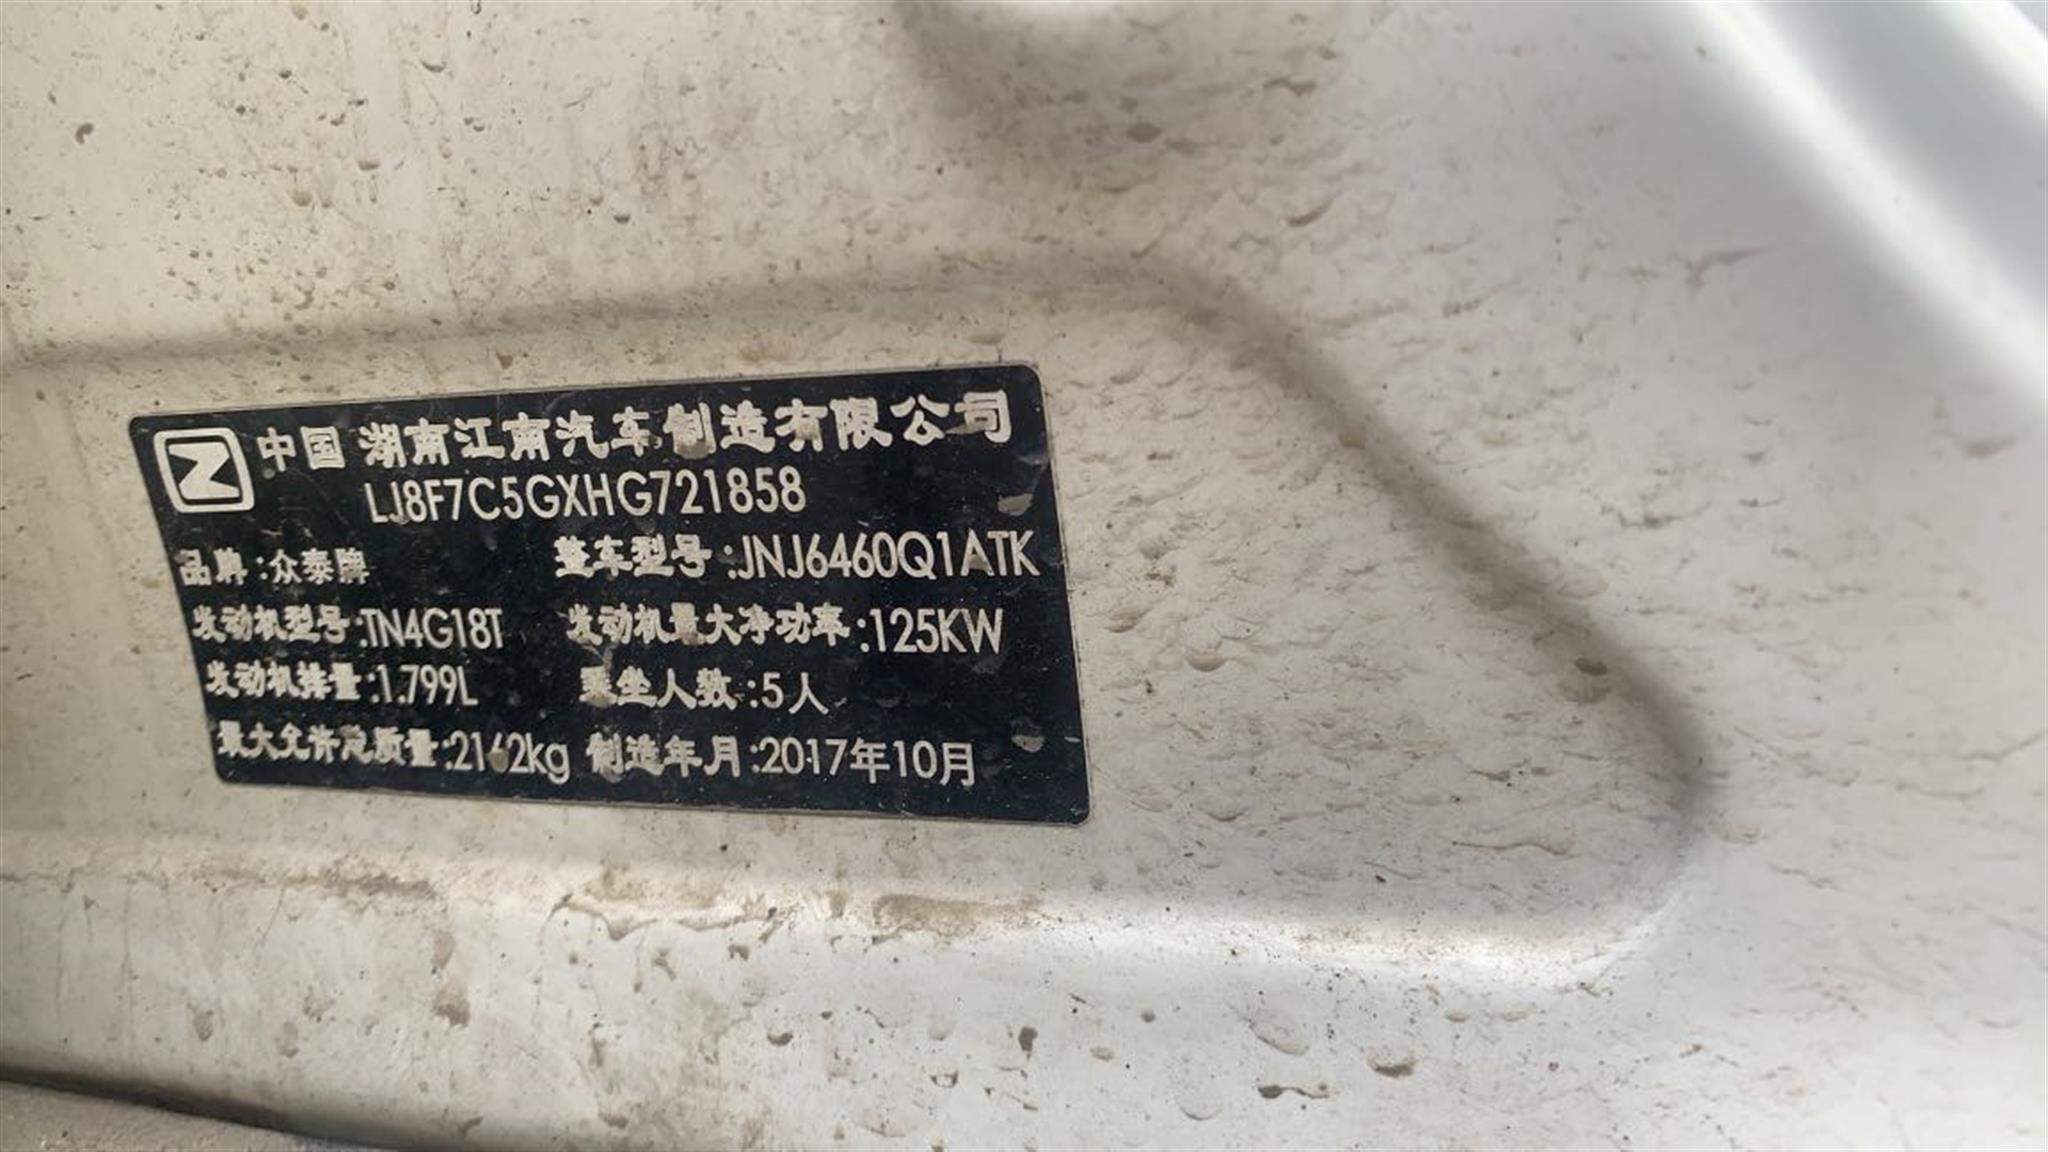 中国 湖南江南汽车制造有限公司
LJ8F7C5GXHG721858
品牌:众泰牌 整车型号:JNJ6460Q1ATK
发动机型号:TN4G18T 发动机最大净功率:125KW
发动机排量:1.799L 乘坐人数:5人
最大允许总质量:2162kg 制造年月:2017年10月